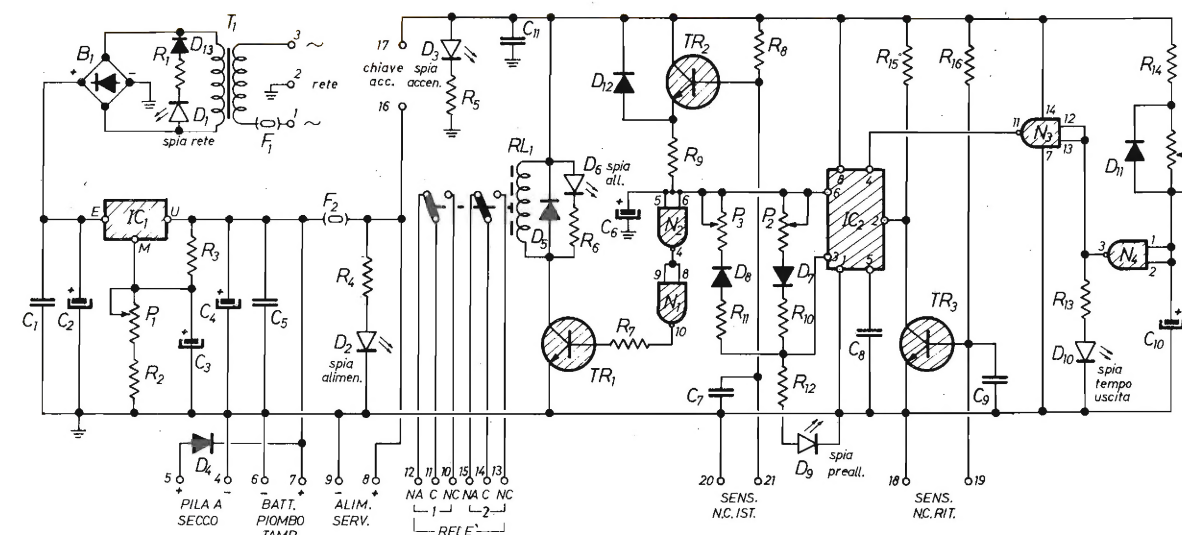 T1
3 ~
D13
R1
B1
+
-
2 rete
D1
1 ~
F1
spia rete
17
chiave
acc.
16
D3
spia
accen.
R5
C11
RL1
D6 spia
all.
D5
R6
D12
TR2
R8
R9
C6
+
5 6
N2
4
9 8
N1
10
P3
P2
D8
D7
R11
R10
R12
8
4
6
IC2
2
3
1
5
R15
R16
14
11
N3
12
13
7
R14
D11
3
N4
1
2
R13
D10
spia
tempo
uscita
C10
+
E
IC1
U
M
F2
R3
R4
P1
R2
C1
C2
+
C3
+
C4
+
C5
D2
spia
alimen.
TR1
R7
C7
C8
TR3
C9
D9
spia
preall.
D4
5
+
4
-
6
-
7
+
9
-
8
+
PILA A
SECCO
BATT.
PIOMBO
TAMP.
ALIM.
SERV.
12 11 10 15 14 13
NA C NC NA C NC
1 2
RELE'
20 21
SENS.
N.C. IST.
18 19
SENS.
N.C. RIT.